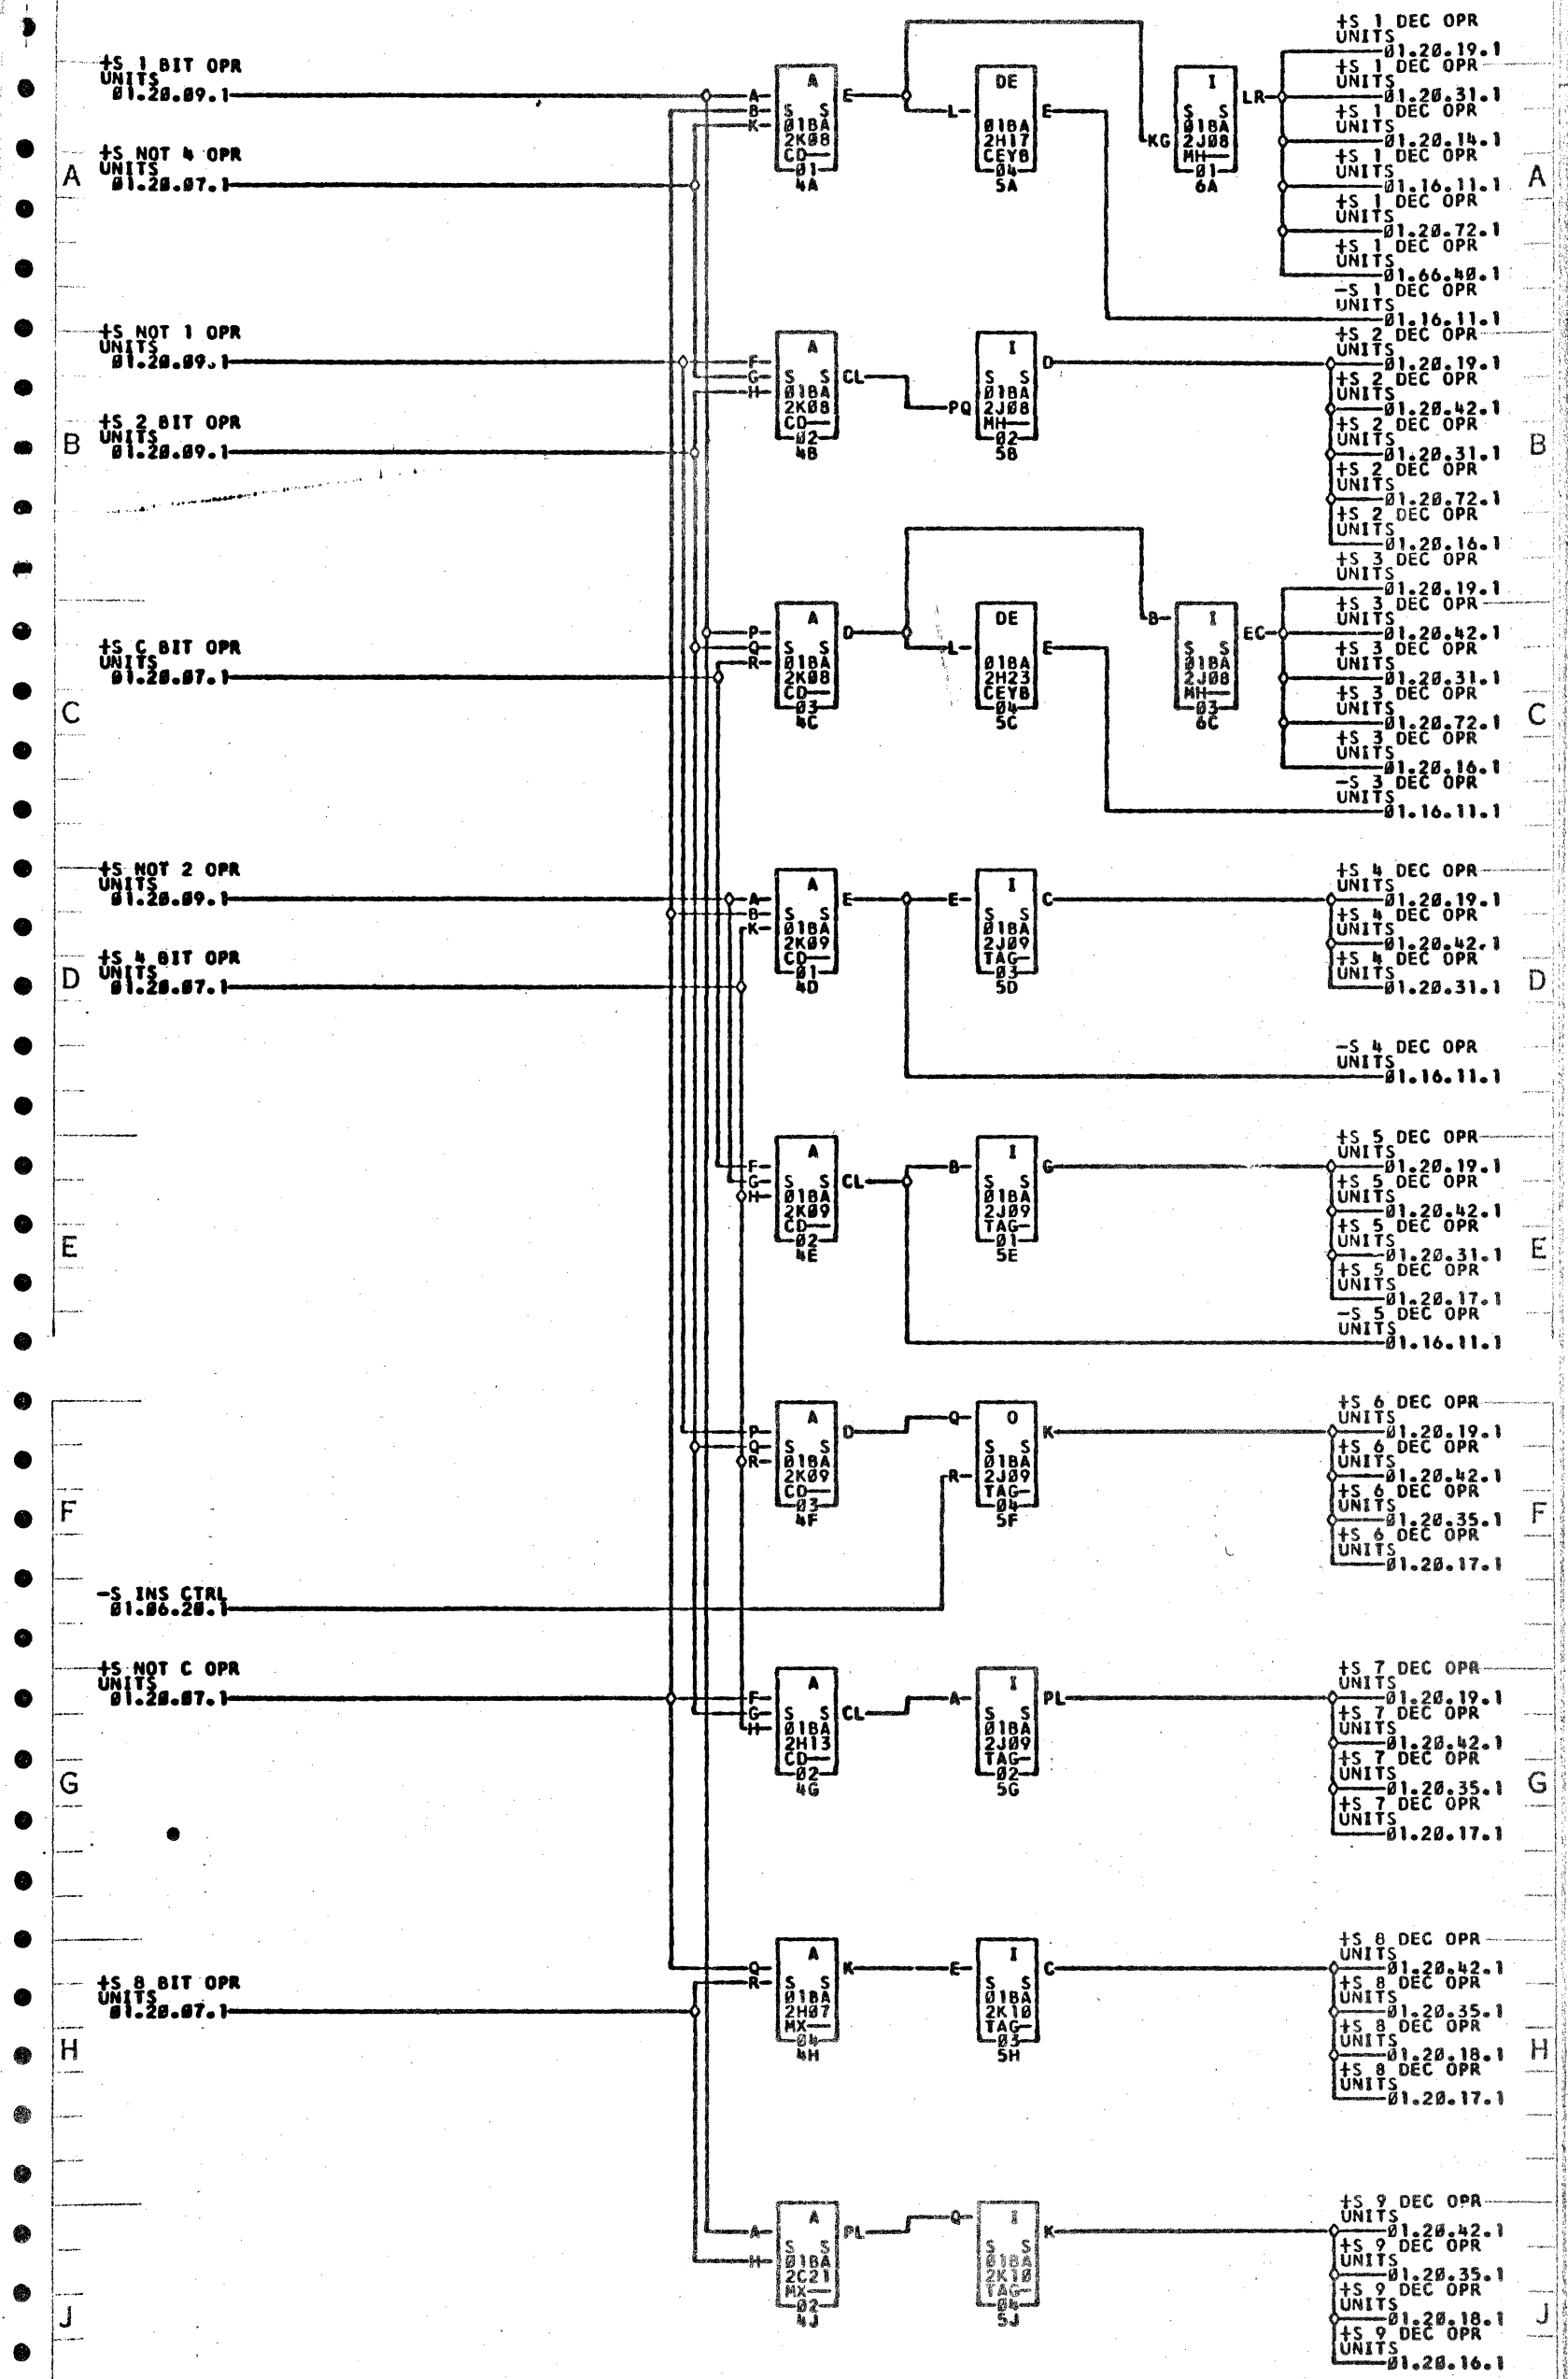 +S 1 BIT OPR
UNITS
01.20.09.1
+S NOT 4 OPR
UNITS
01.20.07.1
A
A
B
K
A
S S
01BA
2K08
CD
01
4A
E
L
DE
01BA
2H17
CEYB
04
5A
E
KG
I
S S
01BA
2J08
MH
01
6A
LR
+S 1 DEC OPR
UNITS
01.20.19.1
+S 1 DEC OPR
UNITS
01.20.31.1
+S 1 DEC OPR
UNITS
01.20.14.1
+S 1 DEC OPR
UNITS
01.16.11.1
+S 1 DEC OPR
UNITS
01.20.72.1
+S 1 DEC OPR
UNITS
01.66.40.1
-S 1 DEC OPR
UNITS
01.16.11.1
A
+S NOT 1 OPR
UNITS
01.20.09.1
+S 2 BIT OPR
UNITS
01.20.09.1
B
F
G
H
A
S S
01BA
2K08
CD
02
4B
CL
PQ
I
S S
01BA
2J08
MH
02
5B
D
+S 2 DEC OPR
UNITS
01.20.19.1
+S 2 DEC OPR
UNITS
01.20.42.1
+S 2 DEC OPR
UNITS
01.20.31.1
+S 2 DEC OPR
UNITS
01.20.72.1
+S 2 DEC OPR
UNITS
01.20.16.1
B
+S C BIT OPR
UNITS
01.20.07.1
C
P
Q
R
A
S S
01BA
2K08
CD
03
4C
D
L
DE
01BA
2H23
CEYB
04
5C
E
B
I
S S
01BA
2J08
MH
03
6C
EC
+S 3 DEC OPR
UNITS
01.20.19.1
+S 3 DEC OPR
UNITS
01.20.42.1
+S 3 DEC OPR
UNITS
01.20.31.1
+S 3 DEC OPR
UNITS
01.20.72.1
+S 3 DEC OPR
UNITS
01.20.16.1
-S 3 DEC OPR
UNITS
01.16.11.1
C
+S NOT 2 OPR
UNITS
01.20.09.1
+S 4 BIT OPR
UNITS
01.20.07.1
D
A
B
K
A
S S
01BA
2K09
CD
01
4D
E
E
I
S S
01BA
2J09
TAG
03
5D
C
+S 4 DEC OPR
UNITS
01.20.19.1
+S 4 DEC OPR
UNITS
01.20.42.1
+S 4 DEC OPR
UNITS
01.20.31.1
-S 4 DEC OPR
UNITS
01.16.11.1
D
E
F
G
H
A
S S
01BA
2K09
CD
02
4E
CL
B
I
S S
01BA
2J09
TAG
01
5E
G
+S 5 DEC OPR
UNITS
01.20.19.1
+S 5 DEC OPR
UNITS
01.20.42.1
+S 5 DEC OPR
UNITS
01.20.31.1
+S 5 DEC OPR
UNITS
01.20.17.1
-S 5 DEC OPR
UNITS
01.16.11.1
E
F
-S INS CTRL
01.06.20.1
P
Q
R
A
S S
01BA
2K09
CD
03
4F
D
Q
R
O
S S
01BA
2J09
TAG
04
5F
K
+S 6 DEC OPR
UNITS
01.20.19.1
+S 6 DEC OPR
UNITS
01.20.42.1
+S 6 DEC OPR
UNITS
01.20.35.1
+S 6 DEC OPR
UNITS
01.20.17.1
F
+S NOT C OPR
UNITS
01.20.07.1
G
F
G
H
A
S S
01BA
2H13
CD
02
4G
CL
A
I
S S
01BA
2J09
TAG
02
5G
PL
+S 7 DEC OPR
UNITS
01.20.19.1
+S 7 DEC OPR
UNITS
01.20.42.1
+S 7 DEC OPR
UNITS
01.20.35.1
+S 7 DEC OPR
UNITS
01.20.17.1
G
+S 8 BIT OPR
UNITS
01.20.07.1
H
Q
R
A
S S
01BA
2H07
MX
04
4H
K
E
I
S S
01BA
2K10
TAG
03
5H
C
+S 8 DEC OPR
UNITS
01.20.42.1
+S 8 DEC OPR
UNITS
01.20.35.1
+S 8 DEC OPR
UNITS
01.20.18.1
+S 8 DEC OPR
UNITS
01.20.17.1
H
J
A
H
A
S S
01BA
2C21
MX
02
4J
PL
Q
I
S S
01BA
2K10
TAG
04
5J
K
+S 9 DEC OPR
UNITS
01.20.42.1
+S 9 DEC OPR
UNITS
01.20.35.1
+S 9 DEC OPR
UNITS
01.20.18.1
+S 9 DEC OPR
UNITS
01.20.16.1
J